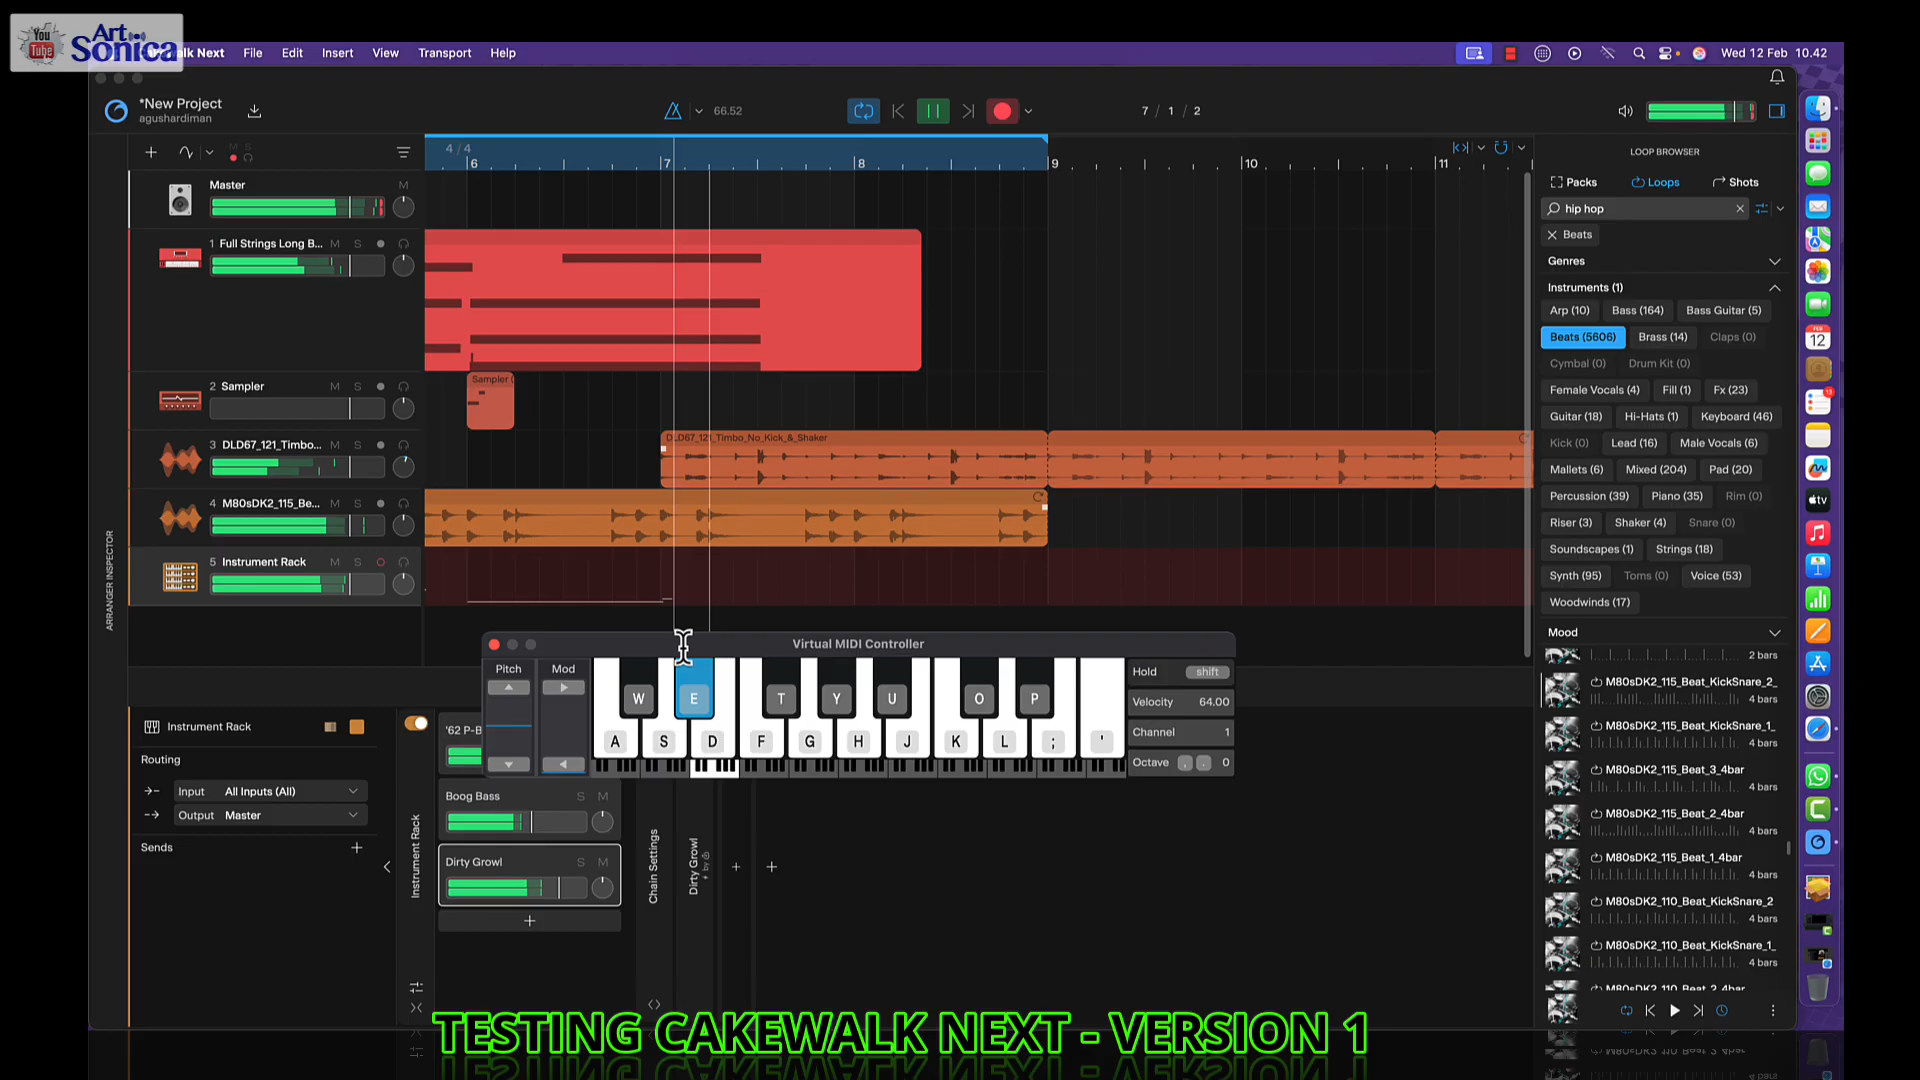 You Tube Art Sonica
walk Next File Edit Insert View Transport Help
Wed 12 Feb 10.42
*New Project
agushardiman
66.52
7 / 1 / 2
4 / 4
6 7 8 9 10 11
Master M
1 Full Strings Long B... M S
2 Sampler M S
Sampler
3 DLD67_121_Timbo... M S
DLD67_121_Timbo_No_Kick_&_Shaker
4 M80sDK2_115_Be... M S
5 Instrument Rack M S
ARRANGER INSPECTOR
LOOP BROWSER
Packs Loops Shots
hip hop
Beats
Genres
Instruments (1)
Arp (10) Bass (164) Bass Guitar (5)
Beats (5606) Brass (14) Claps (0)
Cymbal (0) Drum Kit (0)
Female Vocals (4) Fill (1) Fx (23)
Guitar (18) Hi-Hats (1) Keyboard (46)
Kick (0) Lead (16) Male Vocals (6)
Mallets (6) Mixed (204) Pad (20)
Percussion (39) Piano (35) Rim (0)
Riser (3) Shaker (4) Snare (0)
Soundscapes (1) Strings (18)
Synth (95) Toms (0) Voice (53)
Woodwinds (17)
Mood
2 bars
M80sDK2_115_Beat_KickSnare_2_
4 bars
M80sDK2_115_Beat_KickSnare_1_
4 bars
M80sDK2_115_Beat_3_4bar
4 bars
M80sDK2_115_Beat_2_4bar
4 bars
M80sDK2_115_Beat_1_4bar
4 bars
M80sDK2_110_Beat_KickSnare_2
4 bars
M80sDK2_110_Beat_KickSnare_1_
4 bars
Virtual MIDI Controller
Pitch Mod
W E T Y U O P
A S D F G H J K L ; '
Hold shift
Velocity 64.00
Channel 1
Octave , . 0
Instrument Rack
Routing
Input All Inputs (All)
Output Master
Sends
Instrument Rack
'62 P-B
Boog Bass S M
Dirty Growl S M
Chain Settings
Dirty Growl
TESTING CAKEWALK NEXT - VERSION 1